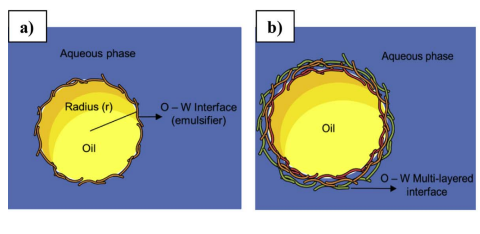 a)
Aqueous phase
Radius (r)
O – W Interface
(emulsifier)
Oil
b)
Aqueous phase
Oil
O – W Multi-layered
interface